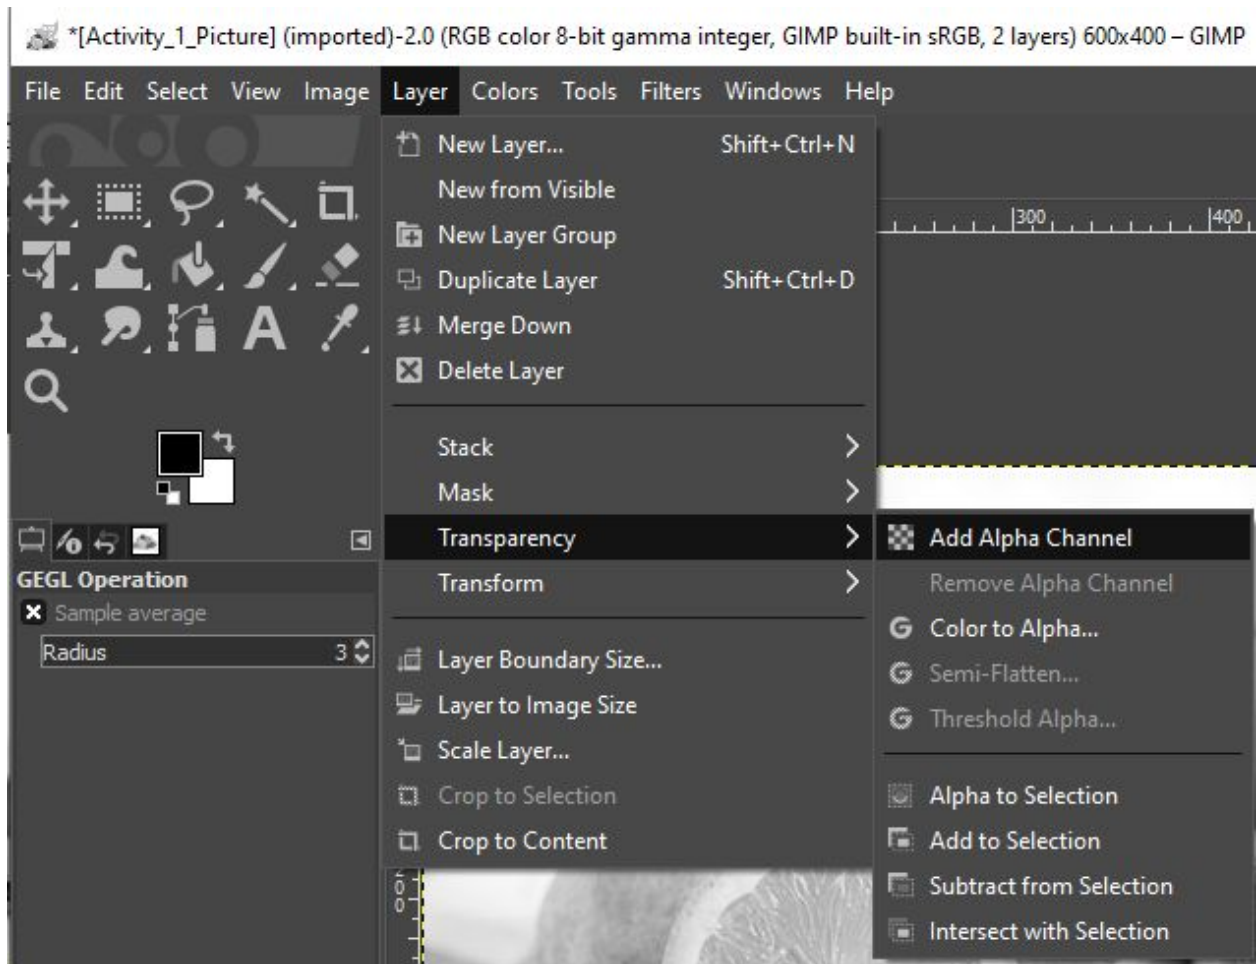 *[Activity_1_Picture] (imported)-2.0 (RGB color 8-bit gamma integer, GIMP built-in sRGB, 2 layers) 600x400 – GIMP
File Edit Select View Image Layer Colors Tools Filters Windows Help
New Layer... Shift+Ctrl+N
New from Visible
New Layer Group
Duplicate Layer Shift+Ctrl+D
Merge Down
Delete Layer
Stack
Mask
Transparency
Transform
Layer Boundary Size...
Layer to Image Size
Scale Layer...
Crop to Selection
Crop to Content
Add Alpha Channel
Remove Alpha Channel
Color to Alpha...
Semi-Flatten...
Threshold Alpha...
Alpha to Selection
Add to Selection
Subtract from Selection
Intersect with Selection
300 400
GEGL Operation
Sample average
Radius 3